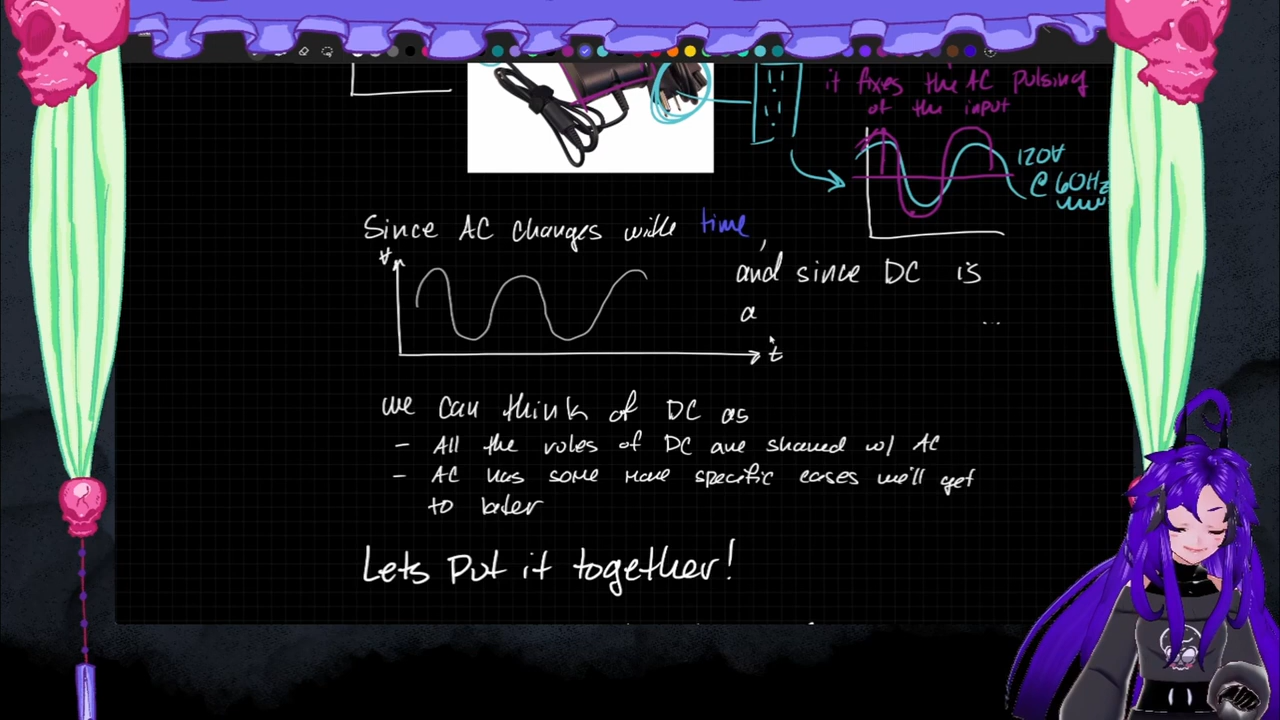 it fixes the AC pulsing
of the input
120V
@ 60Hz
Since AC changes with time,
V
and since DC is
a
...
t
we can think of DC as
- All the rules of DC are shared w/ AC
- AC has some more specific cases we'll get
to later
Lets put it together!